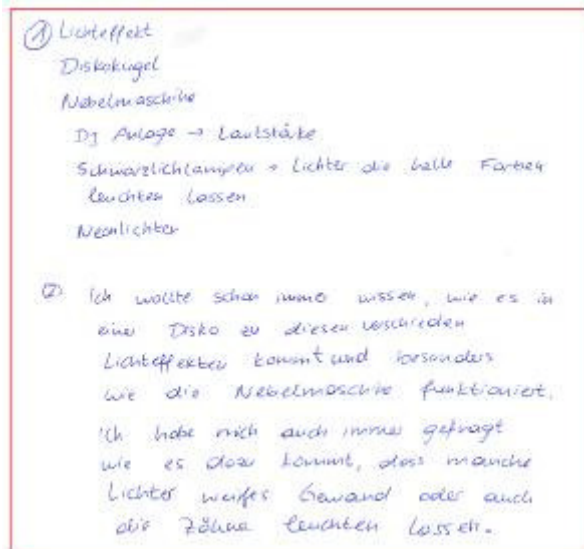 ① Lichteffekt
Diskokugel
Nebelmaschine
DJ Anlage → Lautstärke
Schwarzlichtlampen → Lichter die helle Farben
leuchten lassen
Neonlichter
② Ich wollte schon immer wissen, wie es in
einer Disko zu diesen verschieden
Lichteffekten kommt und besonders
wie die Nebelmaschine funktioniert.
Ich habe mich auch immer gefragt
wie es dazu kommt, dass manche
Lichter weißes Gewand oder auch
die Zähne leuchten lassen.